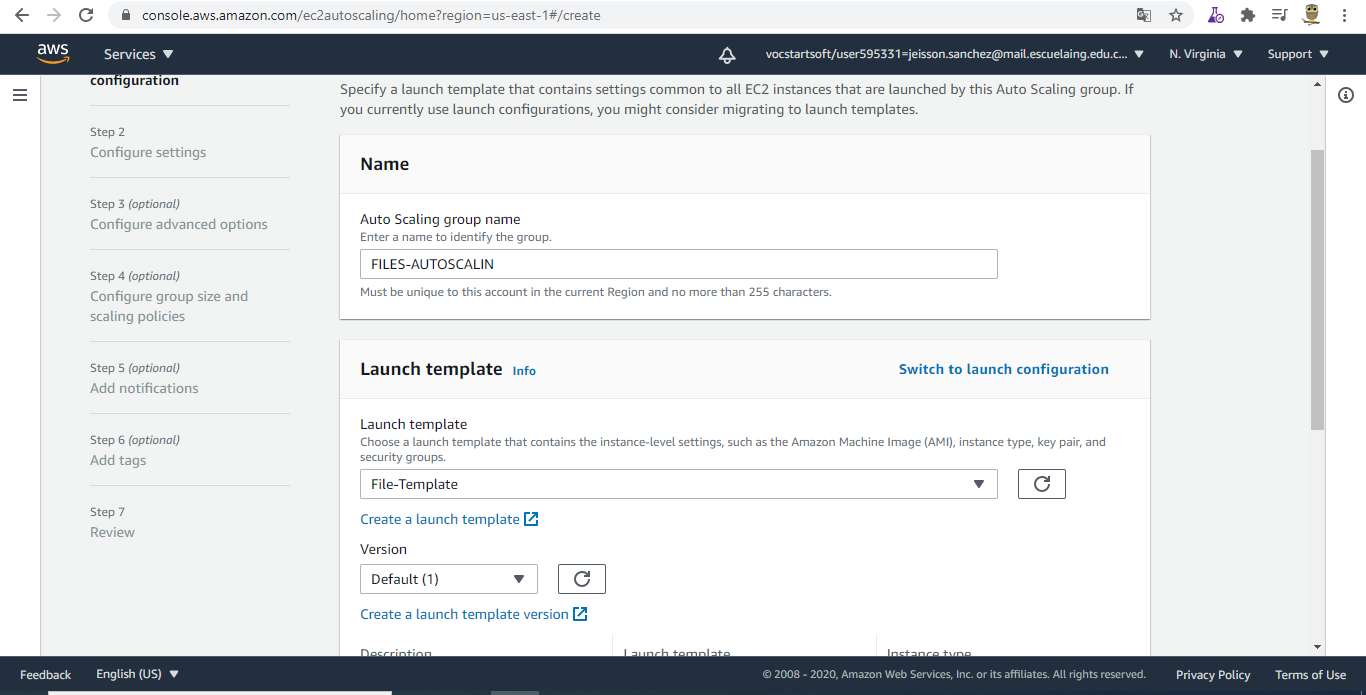 console.aws.amazon.com/ec2autoscaling/home?region=us-east-1#/create
aws
Services
vocstartsoft/user595331=jeisson.sanchez@mail.escuelaing.edu.c...
N. Virginia
Support
configuration
Step 2
Configure settings
Step 3 (optional)
Configure advanced options
Step 4 (optional)
Configure group size and
scaling policies
Step 5 (optional)
Add notifications
Step 6 (optional)
Add tags
Step 7
Review
Specify a launch template that contains settings common to all EC2 instances that are launched by this Auto Scaling group. If
you currently use launch configurations, you might consider migrating to launch templates.
Name
Auto Scaling group name
Enter a name to identify the group.
FILES-AUTOSCALIN
Must be unique to this account in the current Region and no more than 255 characters.
Launch template Info
Switch to launch configuration
Launch template
Choose a launch template that contains the instance-level settings, such as the Amazon Machine Image (AMI), instance type, key pair, and
security groups.
File-Template
Create a launch template
Version
Default (1)
Create a launch template version
Description
Launch template
Instance type
Feedback
English (US)
© 2008 - 2020, Amazon Web Services, Inc. or its affiliates. All rights reserved.
Privacy Policy
Terms of Use